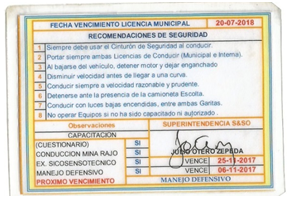 FECHA VENCIMIENTO LICENCIA MUNICIPAL 20-07-2018
RECOMENDACIONES DE SEGURIDAD
1 Siempre debe usar el Cinturón de Seguridad al conducir.
2 Portar siempre ambas Licencias de Conducir (Municipal e Interna).
3 Al bajarse del vehículo, detener motor y dejar enganchado
4 Disminuir velocidad antes de llegar a una curva.
5 Conducir siempre a velocidad razonable y prudente.
6 Detenerse ante la presencia de la camioneta Escolta.
7 Conducir con luces bajas encendidas, entre ambas Garitas.
8 No operar Equipos si no ha sido capacitado ni autorizado.
Observaciones SUPERINTENDENCIA S&SO
CAPACITACIÓN
(CUESTIONARIO) SI
CONDUCCION MINA RAJO SI JULIO OTERO ZEPADA
EX. SICOSENSOTECNICO SI VENCE 25-11-2017
MANEJO DEFENSIVO SI VENCE 06-11-2017
PROXIMO VENCIMIENTO MANEJO DEFENSIVO